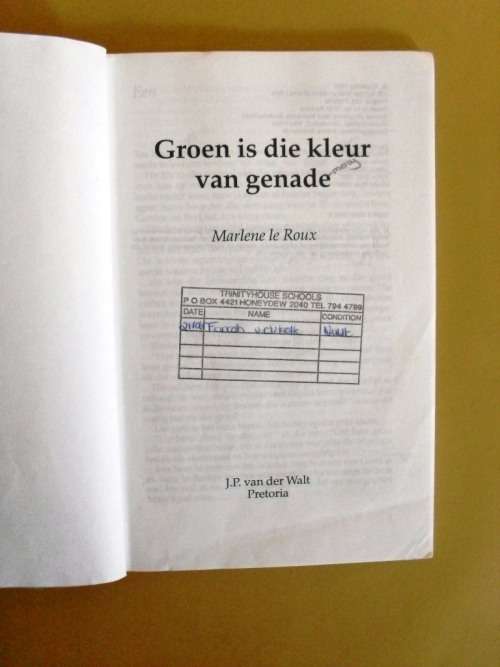 Groen is die kleur
van genade
Marlene le Roux
TRINITYHOUSE SCHOOLS
P O BOX 4421 HONEYDEW 2040 TEL 794 4799
DATE NAME CONDITION
J.P. van der Walt
Pretoria